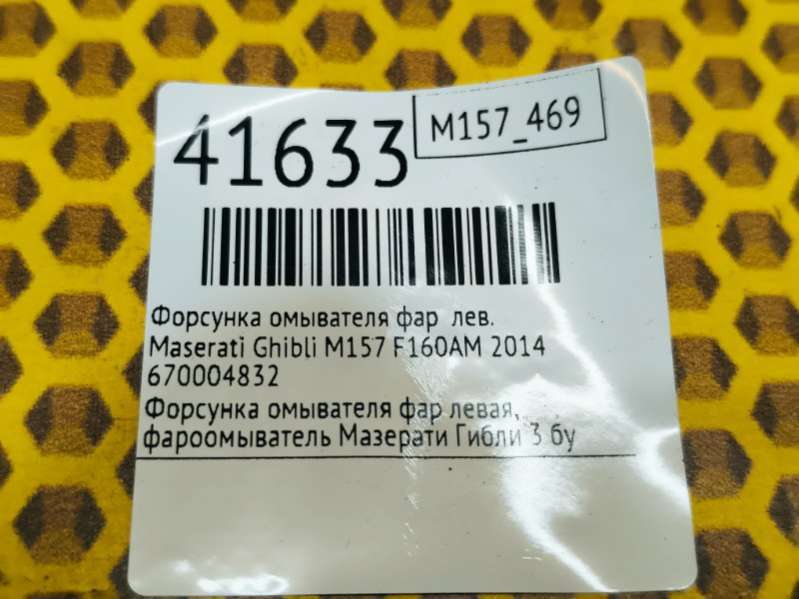 41633
M157_469
Форсунка омывателя фар лев.
Maserati Ghibli M157 F160AM 2014
670004832
Форсунка омывателя фар левая,
фароомыватель Мазерати Гибли 3 бу